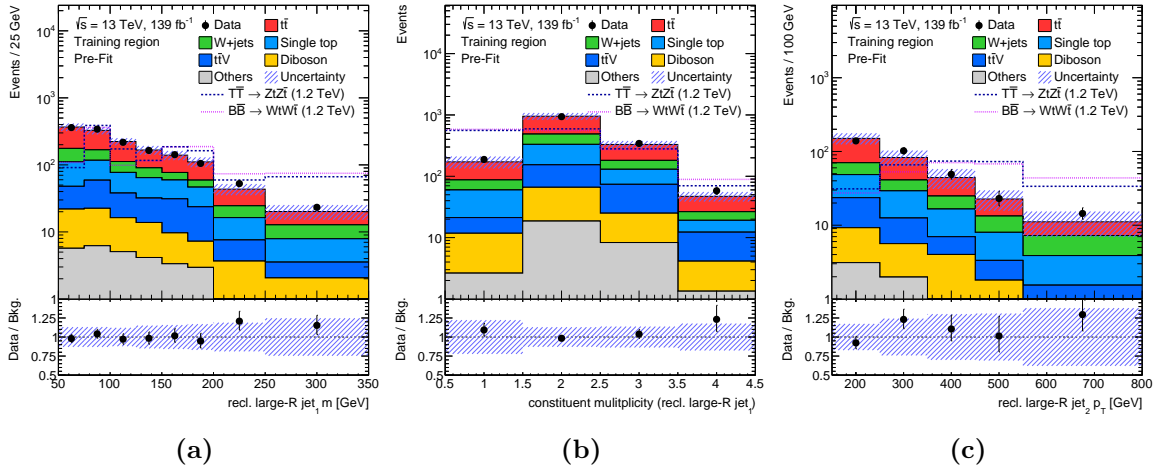 Events / 25 GeV
√s = 13 TeV, 139 fb⁻¹
Training region
Pre-Fit
Data
tt̄
W+jets
Single top
tt̄V
Diboson
Others
Uncertainty
TT̄ → ZtZt̄ (1.2 TeV)
BB̄ → WtWt̄ (1.2 TeV)
10⁴
10³
10²
10
1
Data / Bkg.
1.25
1
0.75
0.5
50 100 150 200 250 300 350
recl. large-R jet₁ m [GeV]
(a)
Events
√s = 13 TeV, 139 fb⁻¹
Training region
Pre-Fit
Data
tt̄
W+jets
Single top
tt̄V
Diboson
Others
Uncertainty
TT̄ → ZtZt̄ (1.2 TeV)
BB̄ → WtWt̄ (1.2 TeV)
10⁴
10³
10²
10
1
Data / Bkg.
1.25
1
0.75
0.5
0.5 1 1.5 2 2.5 3 3.5 4 4.5
constituent mulitplicity (recl. large-R jet₁)
(b)
Events / 100 GeV
√s = 13 TeV, 139 fb⁻¹
Training region
Pre-Fit
Data
tt̄
W+jets
Single top
tt̄V
Diboson
Others
Uncertainty
TT̄ → ZtZt̄ (1.2 TeV)
BB̄ → WtWt̄ (1.2 TeV)
10³
10²
10
1
Data / Bkg.
1.25
1
0.75
0.5
200 300 400 500 600 700 800
recl. large-R jet₂ p_T [GeV]
(c)